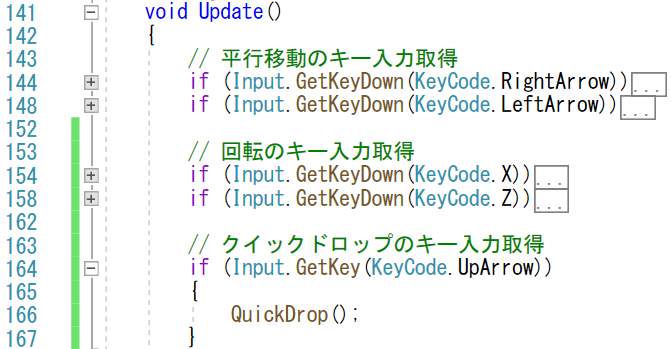 141 void Update()
142 {
143 // 平行移動のキー入力取得
144 if (Input.GetKeyDown(KeyCode.RightArrow))...
148 if (Input.GetKeyDown(KeyCode.LeftArrow))...
152
153 // 回転のキー入力取得
154 if (Input.GetKeyDown(KeyCode.X))...
158 if (Input.GetKeyDown(KeyCode.Z))...
162
163 // クイックドロップのキー入力取得
164 if (Input.GetKey(KeyCode.UpArrow))
165 {
166 QuickDrop();
167 }